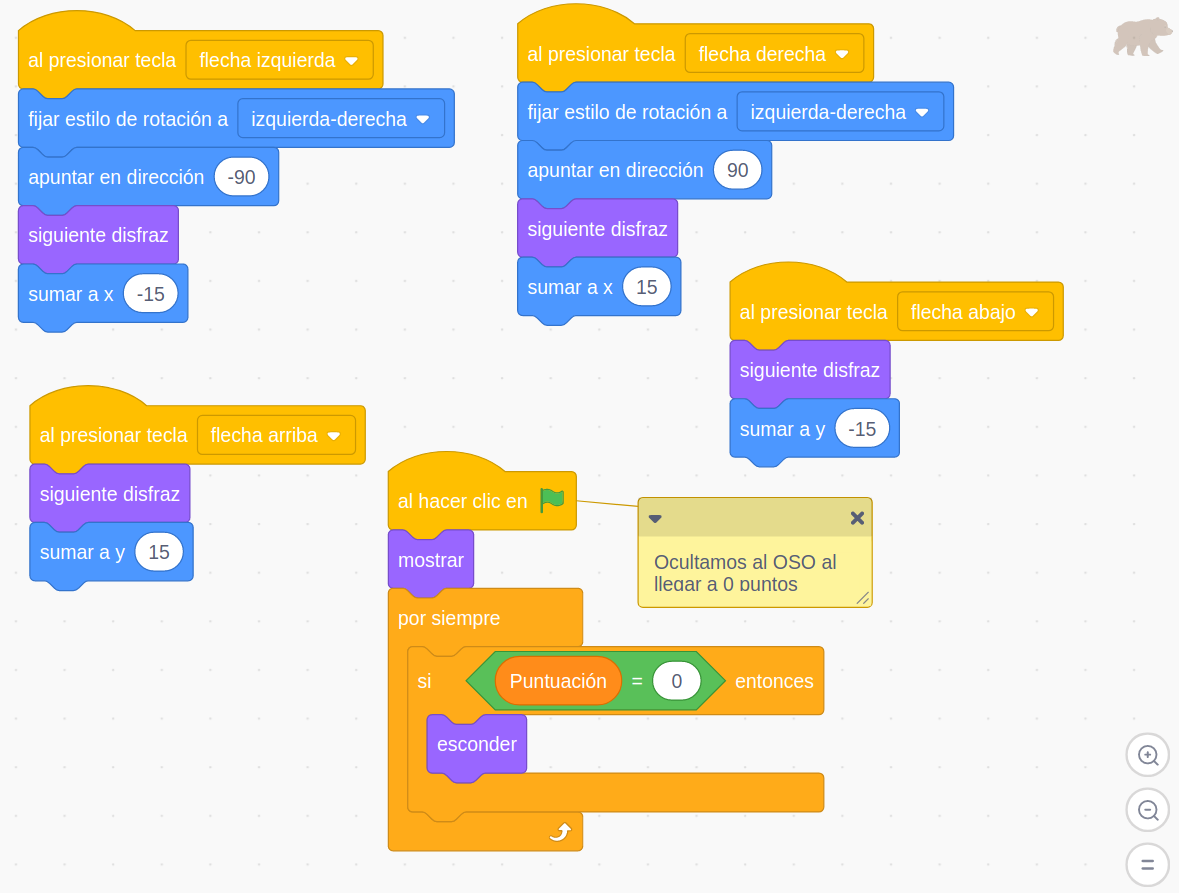 al presionar tecla flecha izquierda
fijar estilo de rotación a izquierda-derecha
apuntar en dirección -90
siguiente disfraz
sumar a x -15
al presionar tecla flecha derecha
fijar estilo de rotación a izquierda-derecha
apuntar en dirección 90
siguiente disfraz
sumar a x 15
al presionar tecla flecha abajo
siguiente disfraz
sumar a y -15
al presionar tecla flecha arriba
siguiente disfraz
sumar a y 15
al hacer clic en
mostrar
por siempre
si Puntuación = 0 entonces
esconder
Ocultamos al OSO al
llegar a 0 puntos